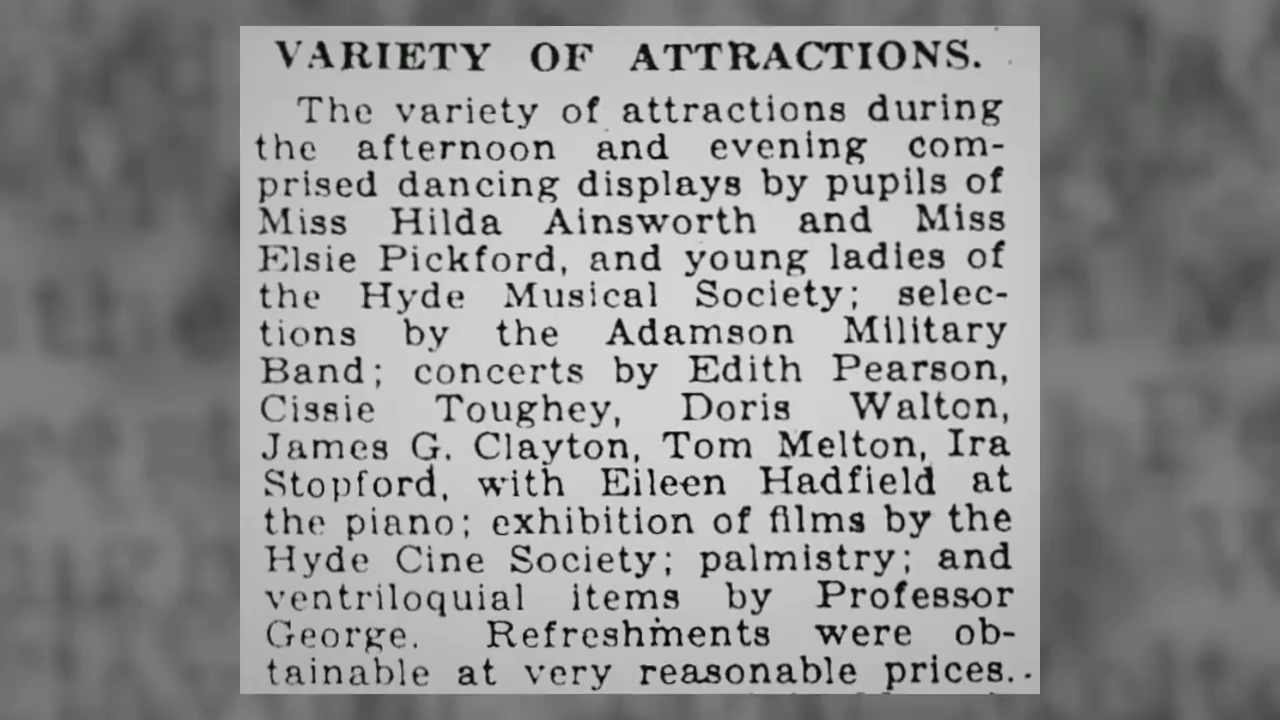 VARIETY OF ATTRACTIONS.
The variety of attractions during
the afternoon and evening com-
prised dancing displays by pupils of
Miss Hilda Ainsworth and Miss
Elsie Pickford, and young ladies of
the Hyde Musical Society; selec-
tions by the Adamson Military
Band; concerts by Edith Pearson,
Cissie Toughey, Doris Walton,
James G. Clayton, Tom Melton, Ira
Stopford, with Eileen Hadfield at
the piano; exhibition of films by the
Hyde Cine Society; palmistry; and
ventriloquial items by Professor
George. Refreshments were ob-
tainable at very reasonable prices.